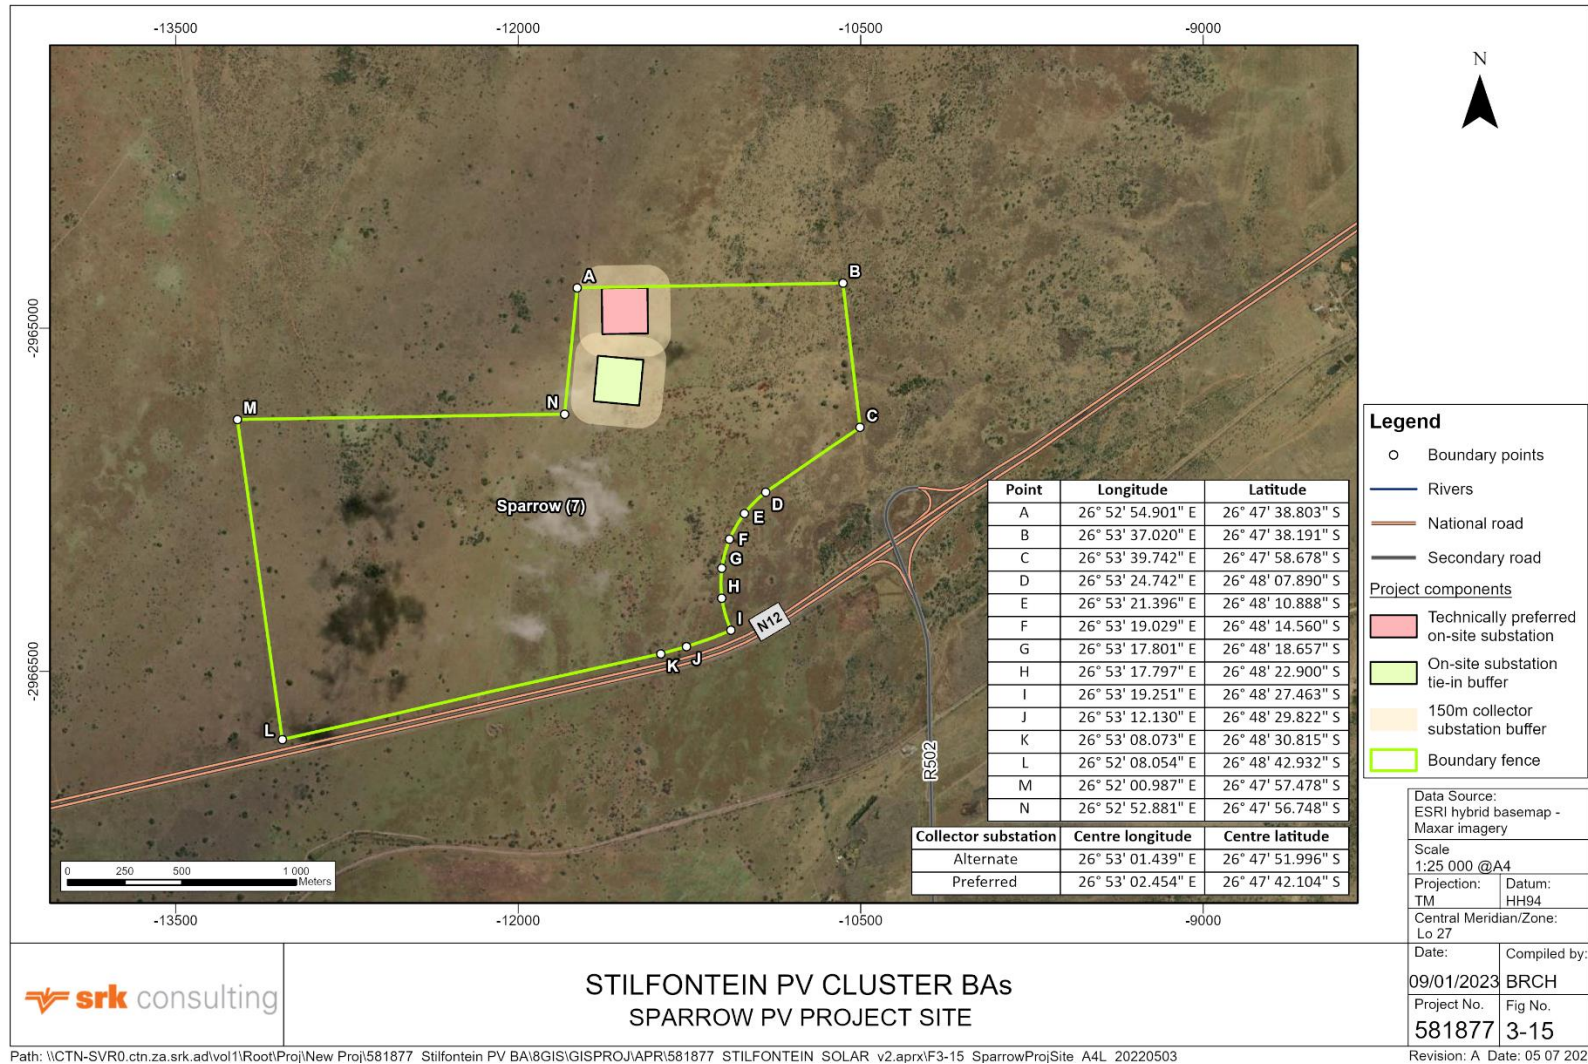 -13500 -12000 -10500 -9000
N
-2965000
-2966500
A
B
C
D
E
F
G
H
I
J
K
L
M
N
Sparrow (7)
N12
R502
0 250 500 1 000
Meters
-13500 -12000 -10500 -9000
Point Longitude Latitude
A 26° 52' 54.901" E 26° 47' 38.803" S
B 26° 53' 37.020" E 26° 47' 38.191" S
C 26° 53' 39.742" E 26° 47' 58.678" S
D 26° 53' 24.742" E 26° 48' 07.890" S
E 26° 53' 21.396" E 26° 48' 10.888" S
F 26° 53' 19.029" E 26° 48' 14.560" S
G 26° 53' 17.801" E 26° 48' 18.657" S
H 26° 53' 17.797" E 26° 48' 22.900" S
I 26° 53' 19.251" E 26° 48' 27.463" S
J 26° 53' 12.130" E 26° 48' 29.822" S
K 26° 53' 08.073" E 26° 48' 30.815" S
L 26° 52' 08.054" E 26° 48' 42.932" S
M 26° 52' 00.987" E 26° 47' 57.478" S
N 26° 52' 52.881" E 26° 47' 56.748" S
Collector substation Centre longitude Centre latitude
Alternate 26° 53' 01.439" E 26° 47' 51.996" S
Preferred 26° 53' 02.454" E 26° 47' 42.104" S
Legend
Boundary points
Rivers
National road
Secondary road
Project components
Technically preferred
on-site substation
On-site substation
tie-in buffer
150m collector
substation buffer
Boundary fence
Data Source:
ESRI hybrid basemap -
Maxar imagery
Scale
1:25 000 @A4
Projection: Datum:
TM HH94
Central Meridian/Zone:
Lo 27
Date: Compiled by:
09/01/2023 BRCH
Project No. Fig No.
581877 3-15
srk consulting
STILFONTEIN PV CLUSTER BAs
SPARROW PV PROJECT SITE
Path: \\CTN-SVR0.ctn.za.srk.ad\vol1\Root\Proj\New Proj\581877_Stilfontein PV BA\8GIS\GISPROJ\APR\581877_STILFONTEIN_SOLAR_v2.aprx\F3-15_SparrowProjSite_A4L_20220503
Revision: A Date: 05 07 202